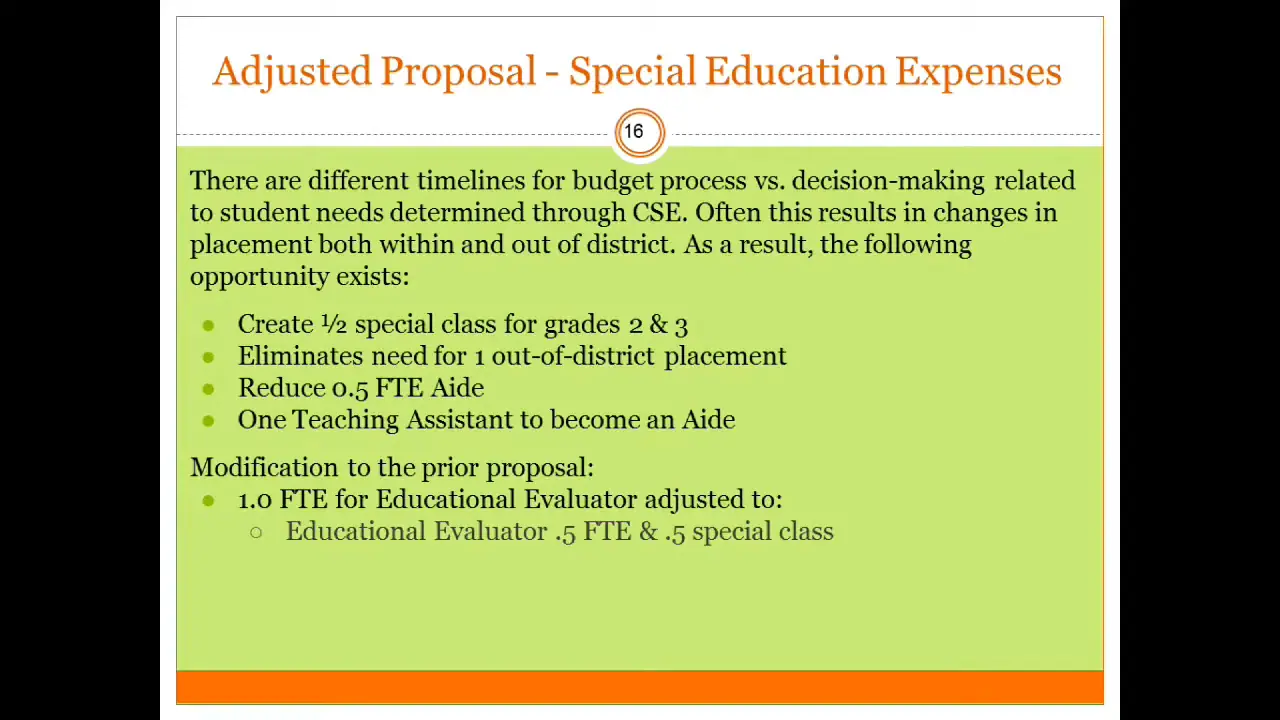 Adjusted Proposal - Special Education Expenses
16
There are different timelines for budget process vs. decision-making related
to student needs determined through CSE. Often this results in changes in
placement both within and out of district. As a result, the following
opportunity exists:
● Create ½ special class for grades 2 & 3
● Eliminates need for 1 out-of-district placement
● Reduce 0.5 FTE Aide
● One Teaching Assistant to become an Aide
Modification to the prior proposal:
● 1.0 FTE for Educational Evaluator adjusted to:
○ Educational Evaluator .5 FTE & .5 special class